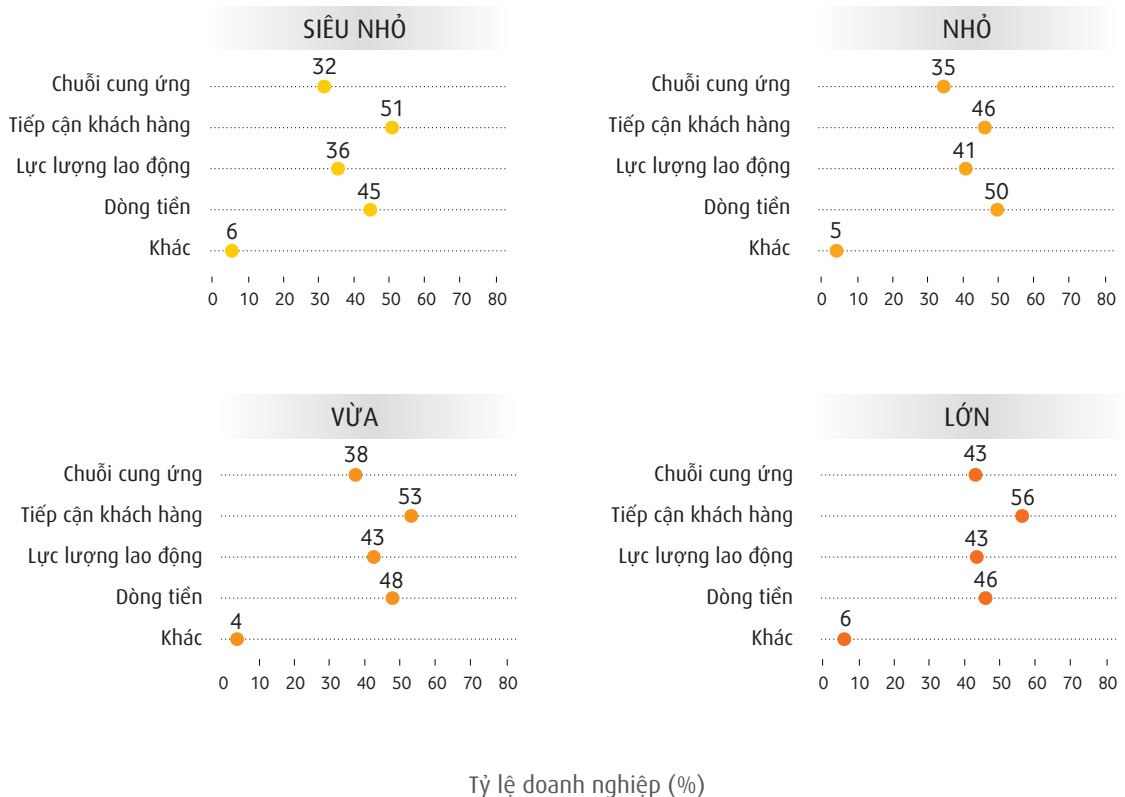 SIÊU NHỎ
Chuỗi cung ứng 32
Tiếp cận khách hàng 51
Lực lượng lao động 36
Dòng tiền 45
Khác 6
0 10 20 30 40 50 60 70 80
NHỎ
Chuỗi cung ứng 35
Tiếp cận khách hàng 46
Lực lượng lao động 41
Dòng tiền 50
Khác 5
0 10 20 30 40 50 60 70 80
VỪA
Chuỗi cung ứng 38
Tiếp cận khách hàng 53
Lực lượng lao động 43
Dòng tiền 48
Khác 4
0 10 20 30 40 50 60 70 80
LỚN
Chuỗi cung ứng 43
Tiếp cận khách hàng 56
Lực lượng lao động 43
Dòng tiền 46
Khác 6
0 10 20 30 40 50 60 70 80
Tỷ lệ doanh nghiệp (%)